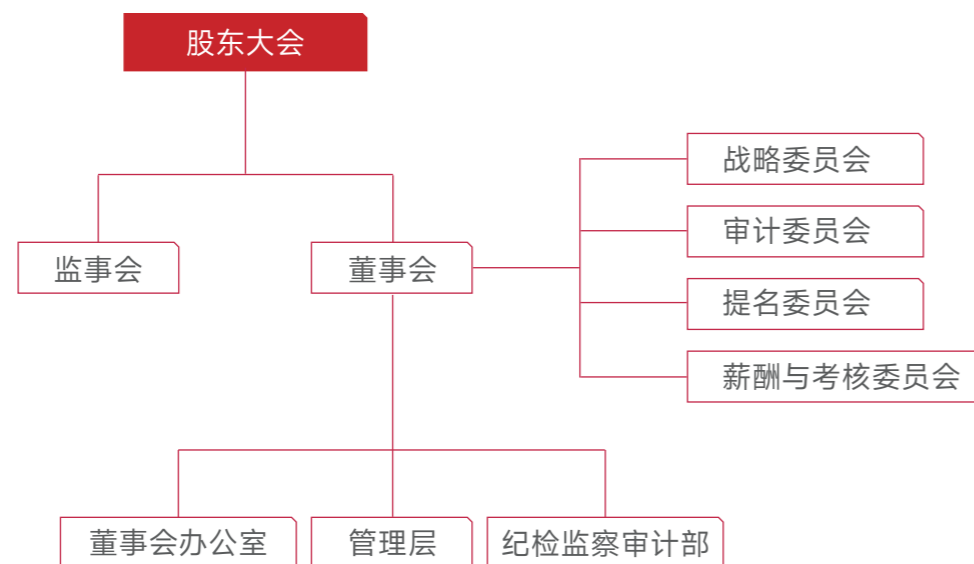 股东大会
战略委员会
审计委员会
监事会
董事会
提名委员会
薪酬与考核委员会
董事会办公室
管理层
纪检监察审计部